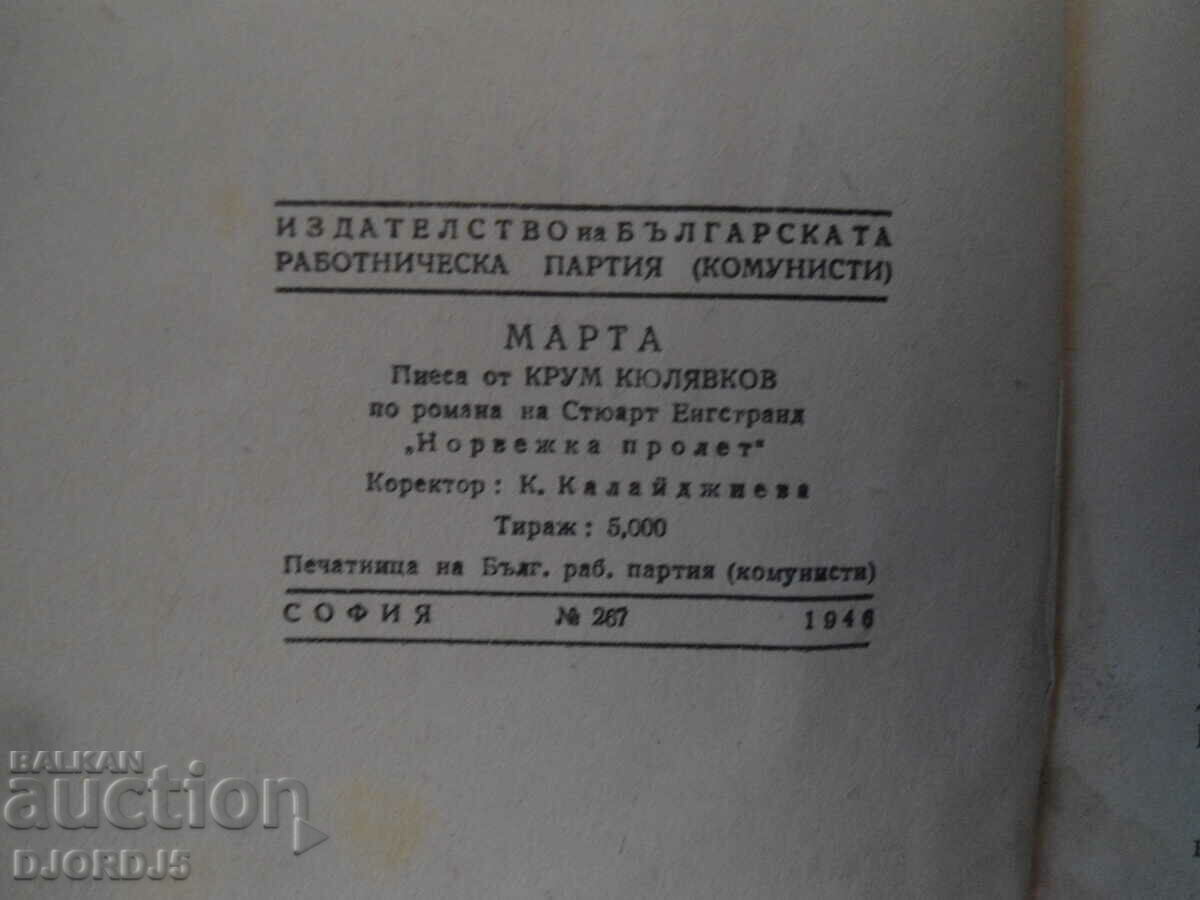 ИЗДАТЕЛСТВО на БЪЛГАРСКАТА
РАБОТНИЧЕСКА ПАРТИЯ (КОМУНИСТИ)
МАРТА
Пиеса от КРУМ КЮЛЯВКОВ
по романа на Стюарт Енгстранд
„Норвежка пролет“
Коректор: К. Калайджиева
Тираж: 5,000
Печатница на Бълг. раб. партия (комунисти)
СОФИЯ № 267 1946
BALKAN
auction
DJORDJ5